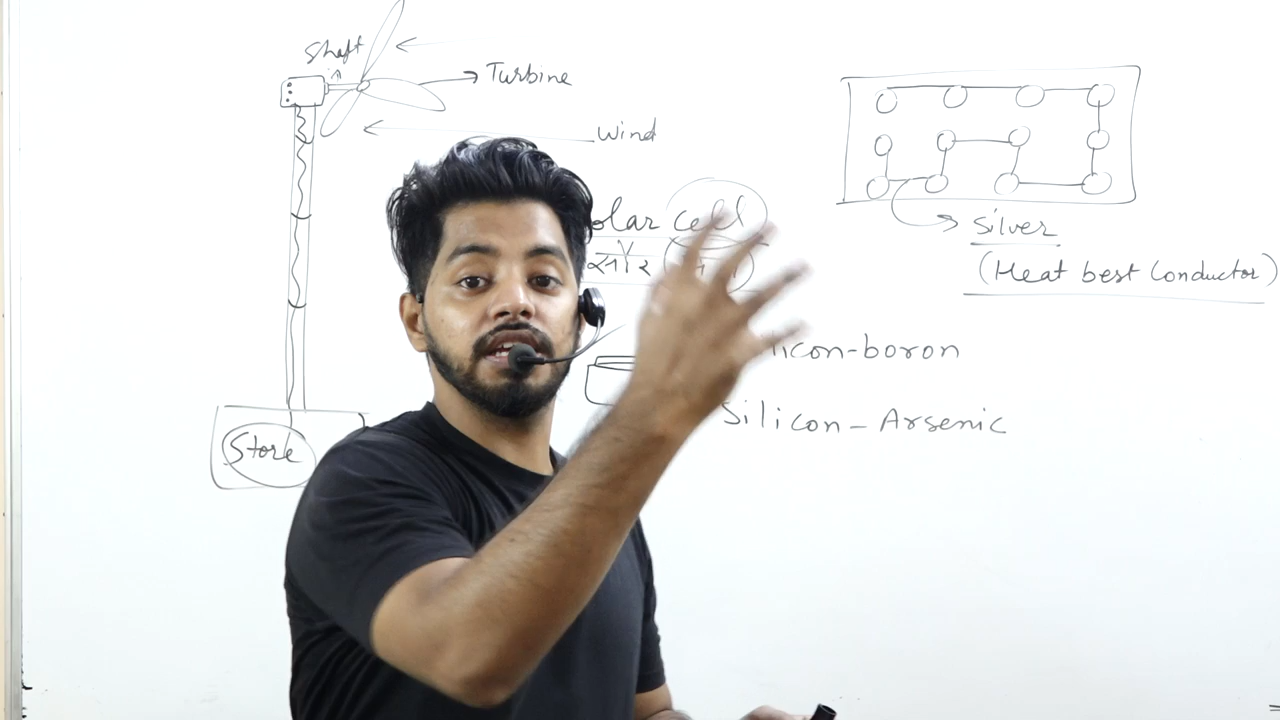 Shaft
Turbine
wind
Store
olar cell
सौर
Silver
(Heat best Conductor)
licon-boron
Silicon - Arsenic